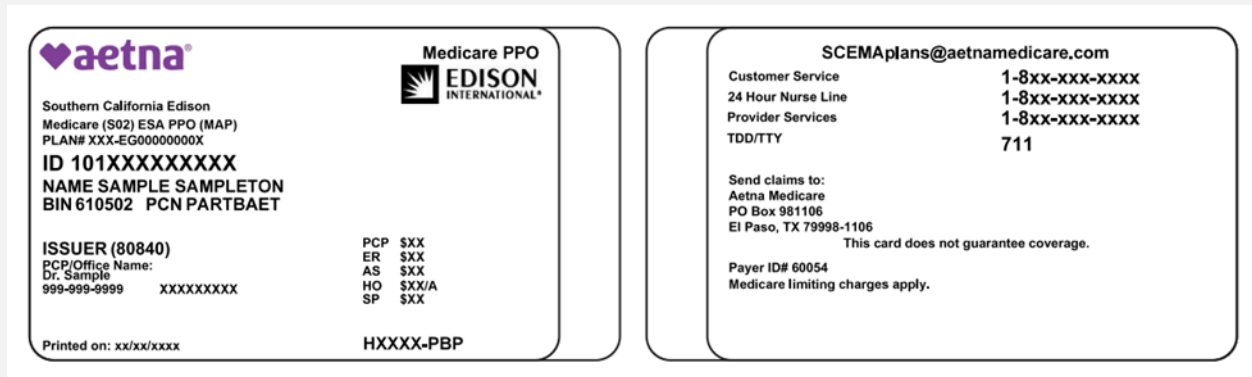 aetna®
Medicare PPO
EDISON
INTERNATIONAL®
Southern California Edison
Medicare (S02) ESA PPO (MAP)
PLAN# XXX-EG00000000X
ID 101XXXXXXXXX
NAME SAMPLE SAMPLETON
BIN 610502 PCN PARTBAET
ISSUER (80840)
PCP/Office Name:
Dr. Sample
999-999-9999 XXXXXXXXX
PCP $XX
ER $XX
AS $XX
HO $XX/A
SP $XX
Printed on: xx/xx/xxxx
HXXXX-PBP
SCEMAplans@aetnamedicare.com
Customer Service 1-8xx-xxx-xxxx
24 Hour Nurse Line 1-8xx-xxx-xxxx
Provider Services 1-8xx-xxx-xxxx
TDD/TTY 711
Send claims to:
Aetna Medicare
PO Box 981106
El Paso, TX 79998-1106
This card does not guarantee coverage.
Payer ID# 60054
Medicare limiting charges apply.